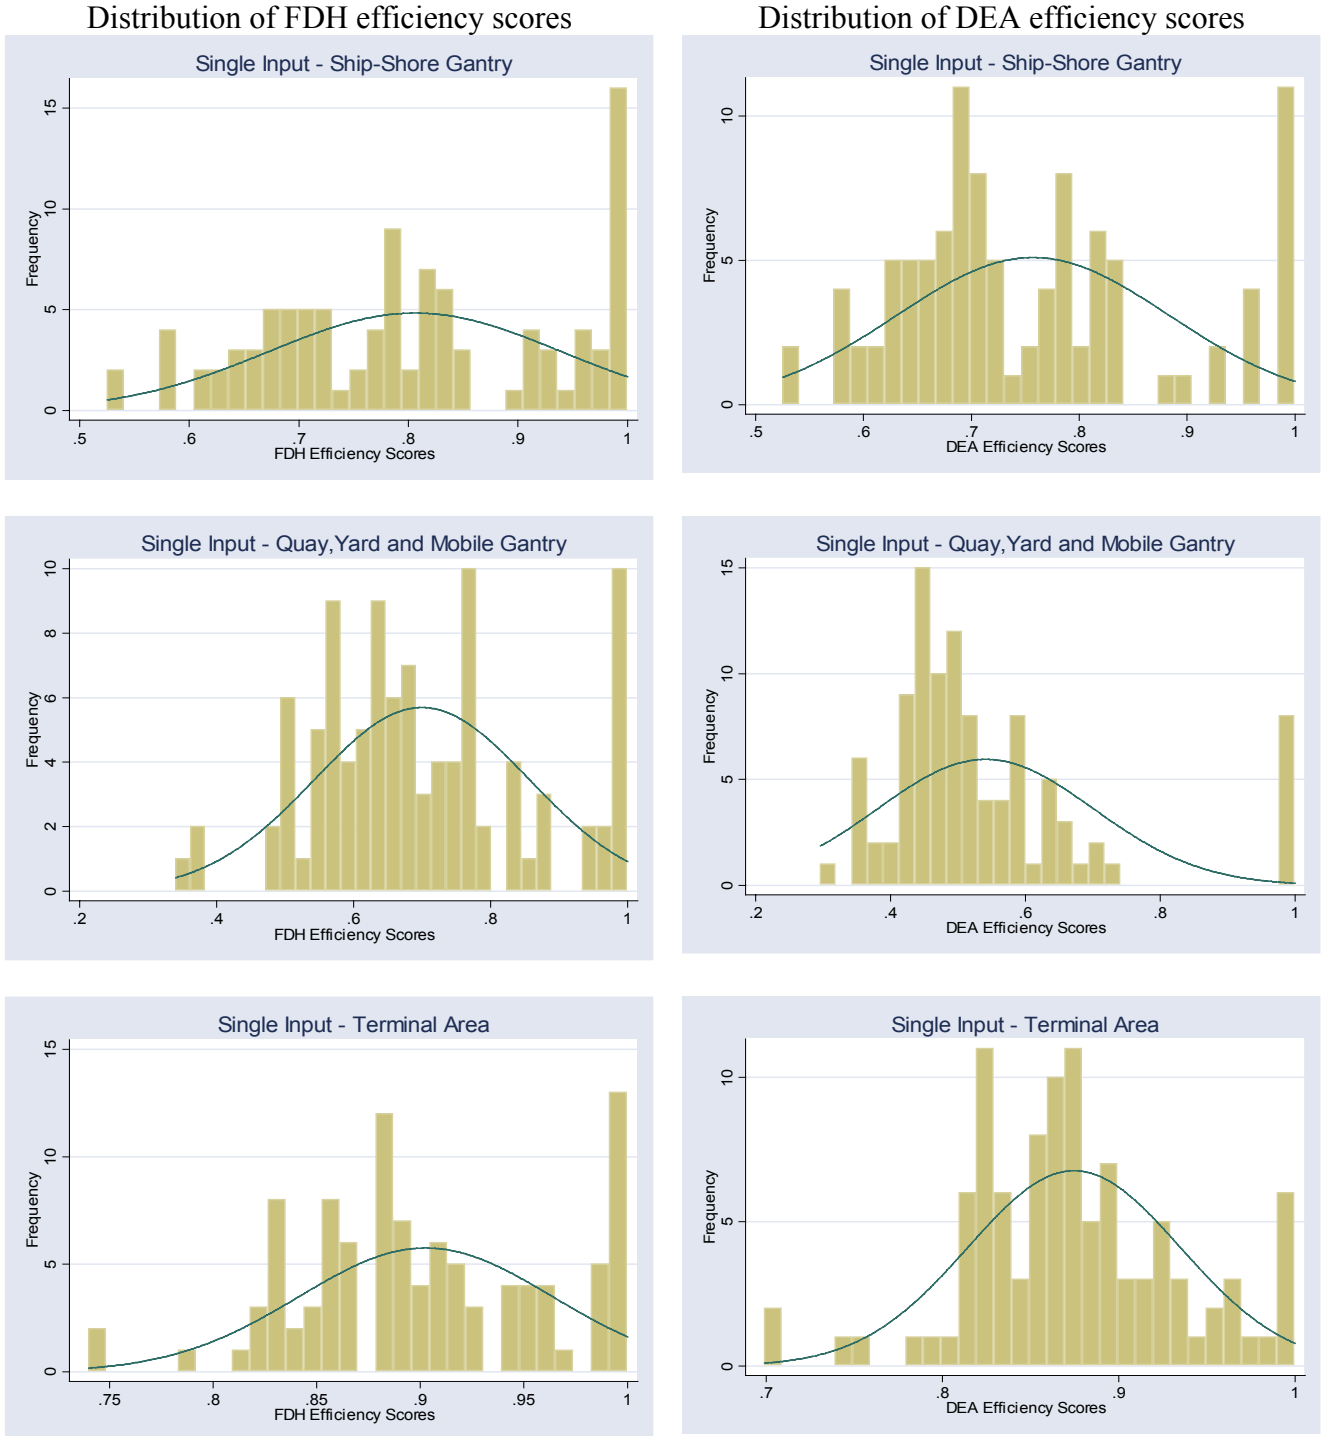 Distribution of FDH efficiency scores
Distribution of DEA efficiency scores
Single Input - Ship-Shore Gantry
15
10
5
0
Frequency
.5 .6 .7 .8 .9 1
FDH Efficiency Scores
Single Input - Ship-Shore Gantry
10
5
0
Frequency
.5 .6 .7 .8 .9 1
DEA Efficiency Scores
Single Input - Quay,Yard and Mobile Gantry
10
8
6
4
2
0
Frequency
.2 .4 .6 .8 1
FDH Efficiency Scores
Single Input - Quay,Yard and Mobile Gantry
15
10
5
0
Frequency
.2 .4 .6 .8 1
DEA Efficiency Scores
Single Input - Terminal Area
15
10
5
0
Frequency
.75 .8 .85 .9 .95 1
FDH Efficiency Scores
Single Input - Terminal Area
10
5
0
Frequency
.7 .8 .9 1
DEA Efficiency Scores